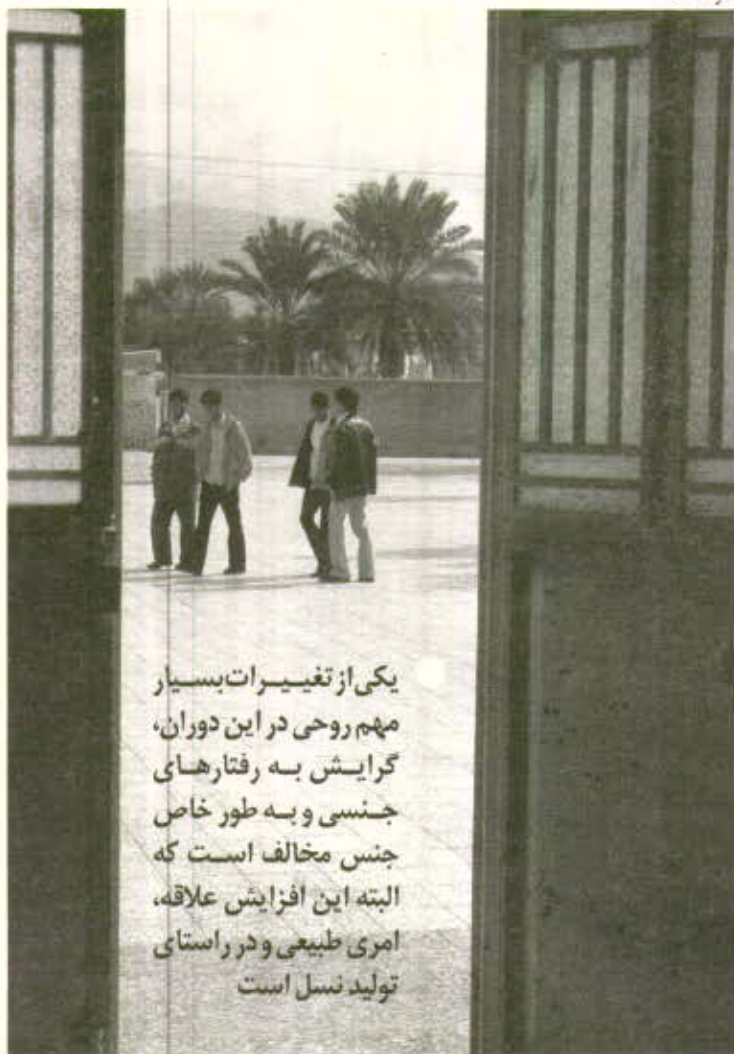 یکی از تغییرات بسیار
مهم روحی در این دوران،
گرایش به رفتارهای
جنسی و به طور خاص
جنس مخالف است که
البته این افزایش علاقه،
امری طبیعی و در راستای
تولید نسل است